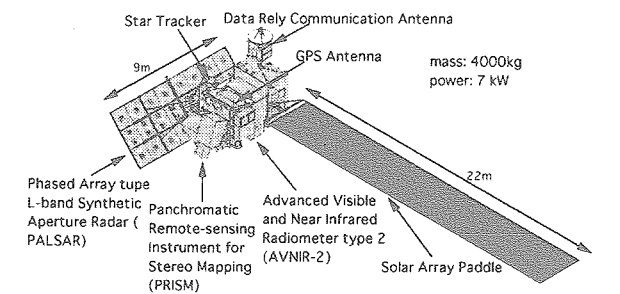 Star Tracker
Data Rely Communication Antenna
GPS Antenna
9m
mass: 4000kg
power: 7 kW
22m
Phased Array tupe
L-band Synthetic
Aperture Radar (
PALSAR)
Panchromatic
Remote-sensing
Instrument for
Stereo Mapping
(PRISM)
Advanced Visible
and Near Infrared
Radiometer type 2
(AVNIR-2)
Solar Array Paddle